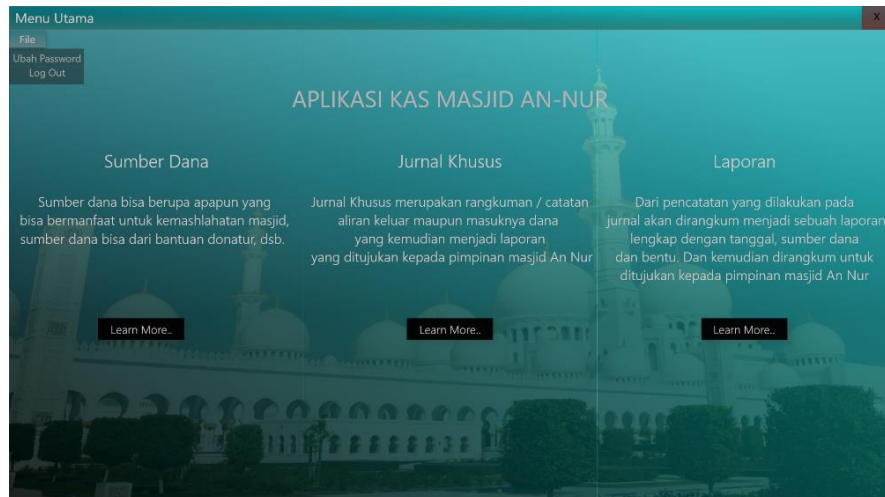 Menu Utama
X
File
Ubah Password
Log Out
APLIKASI KAS MASJID AN-NUR
Sumber Dana
Sumber dana bisa berupa apapun yang
bisa bermanfaat untuk kemashlahatan masjid,
sumber dana bisa dari bantuan donatur, dsb.
Learn More..
Jurnal Khusus
Jurnal Khusus merupakan rangkuman / catatan
aliran keluar maupun masuknya dana
yang kemudian menjadi laporan
yang ditujukan kepada pimpinan masjid An Nur
Learn More..
Laporan
Dari pencatatan yang dilakukan pada
jurnal akan dirangkum menjadi sebuah laporan
lengkap dengan tanggal, sumber dana
dan bentu. Dan kemudian dirangkum untuk
ditujukan kepada pimpinan masjid An Nur
Learn More..